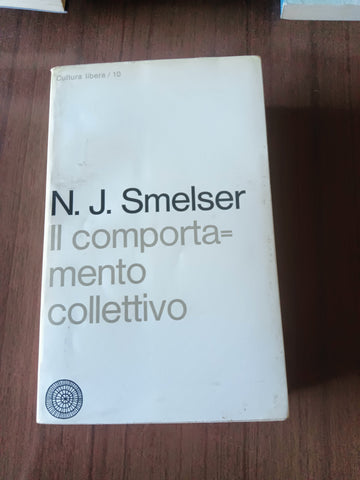 Cultura libera / 10
N. J. Smelser
Il comporta=
mento
collettivo